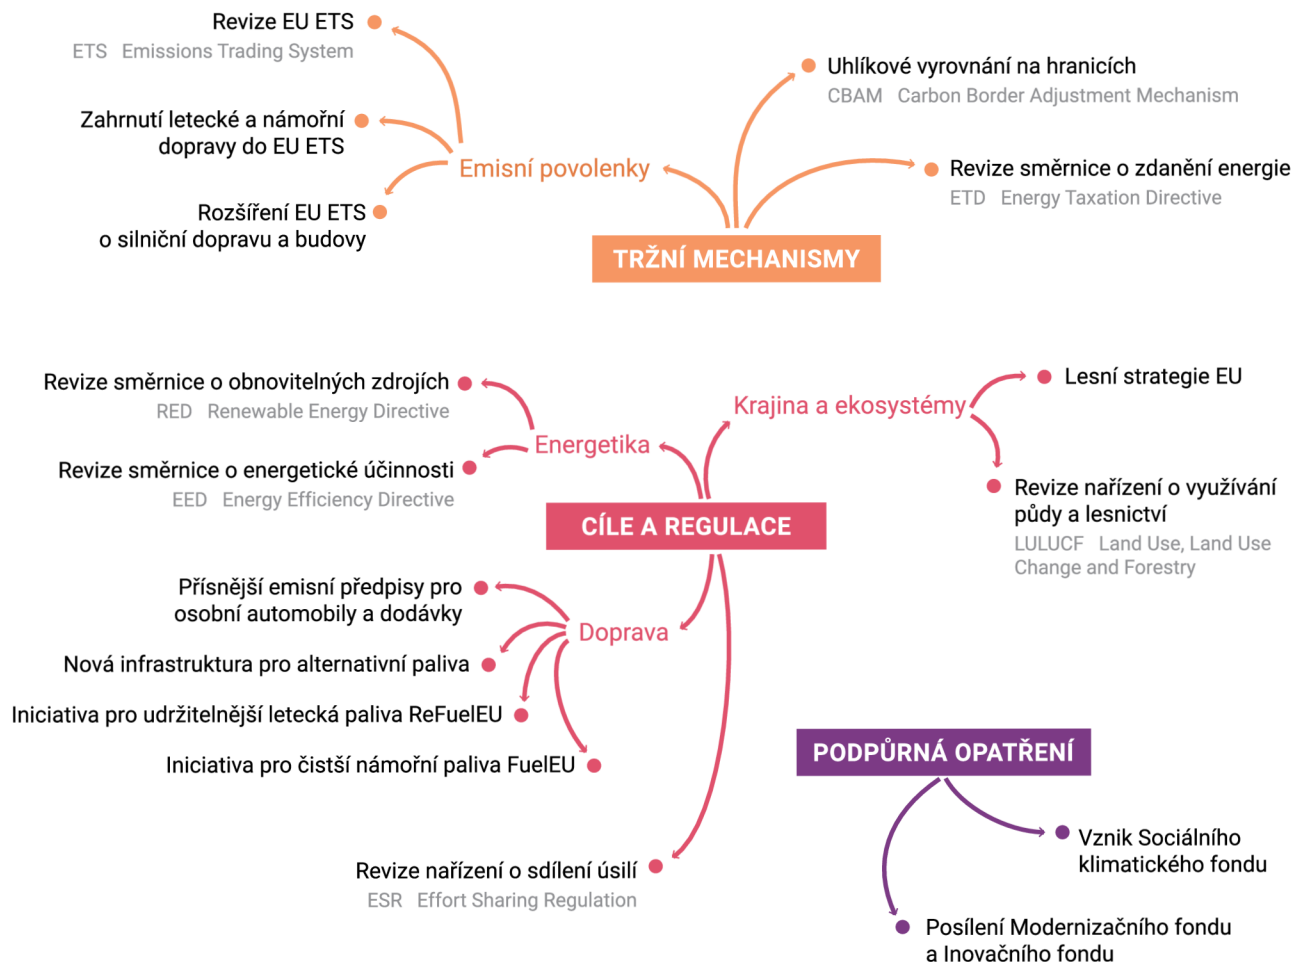 Revize EU ETS
ETS Emissions Trading System
Zahrnutí letecké a námořní
dopravy do EU ETS
Rozšíření EU ETS
o silniční dopravu a budovy
Emisní povolenky
Uhlíkové vyrovnání na hranicích
CBAM Carbon Border Adjustment Mechanism
Revize směrnice o zdanění energie
ETD Energy Taxation Directive
TRŽNÍ MECHANISMY
Revize směrnice o obnovitelných zdrojích
RED Renewable Energy Directive
Revize směrnice o energetické účinnosti
EED Energy Efficiency Directive
Energetika
Krajina a ekosystémy
Lesní strategie EU
Revize nařízení o využívání
půdy a lesnictví
LULUCF Land Use, Land Use
Change and Forestry
CÍLE A REGULACE
Přísnější emisní předpisy pro
osobní automobily a dodávky
Doprava
Nová infrastruktura pro alternativní paliva
Iniciativa pro udržitelnější letecká paliva ReFuelEU
Iniciativa pro čistší námořní paliva FuelEU
Revize nařízení o sdílení úsilí
ESR Effort Sharing Regulation
PODPŮRNÁ OPATŘENÍ
Vznik Sociálního
klimatického fondu
Posílení Modernizačního fondu
a Inovačního fondu